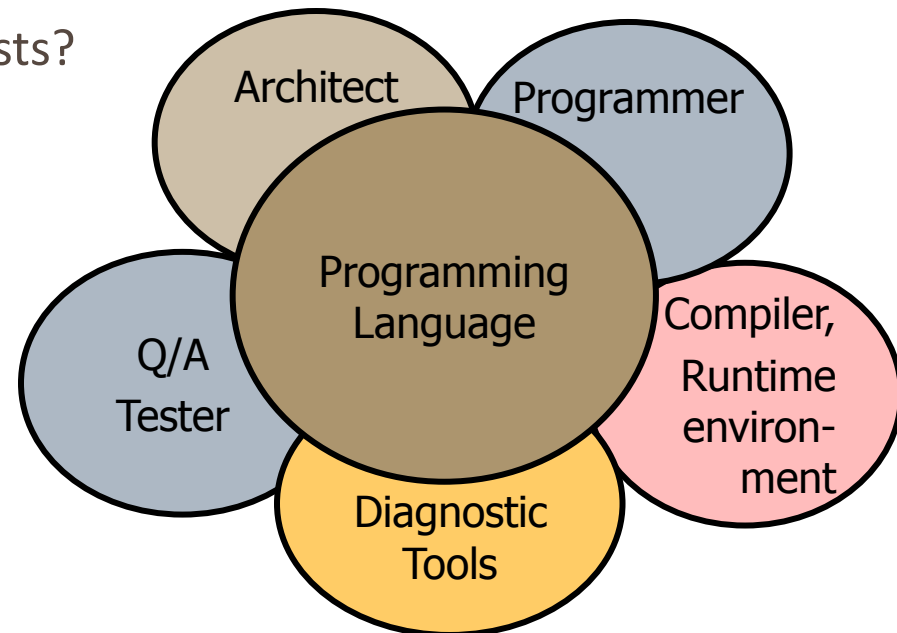 sts?
Architect
Programmer
Programming
Language
Compiler,
Runtime
environ-
ment
Q/A
Tester
Diagnostic
Tools